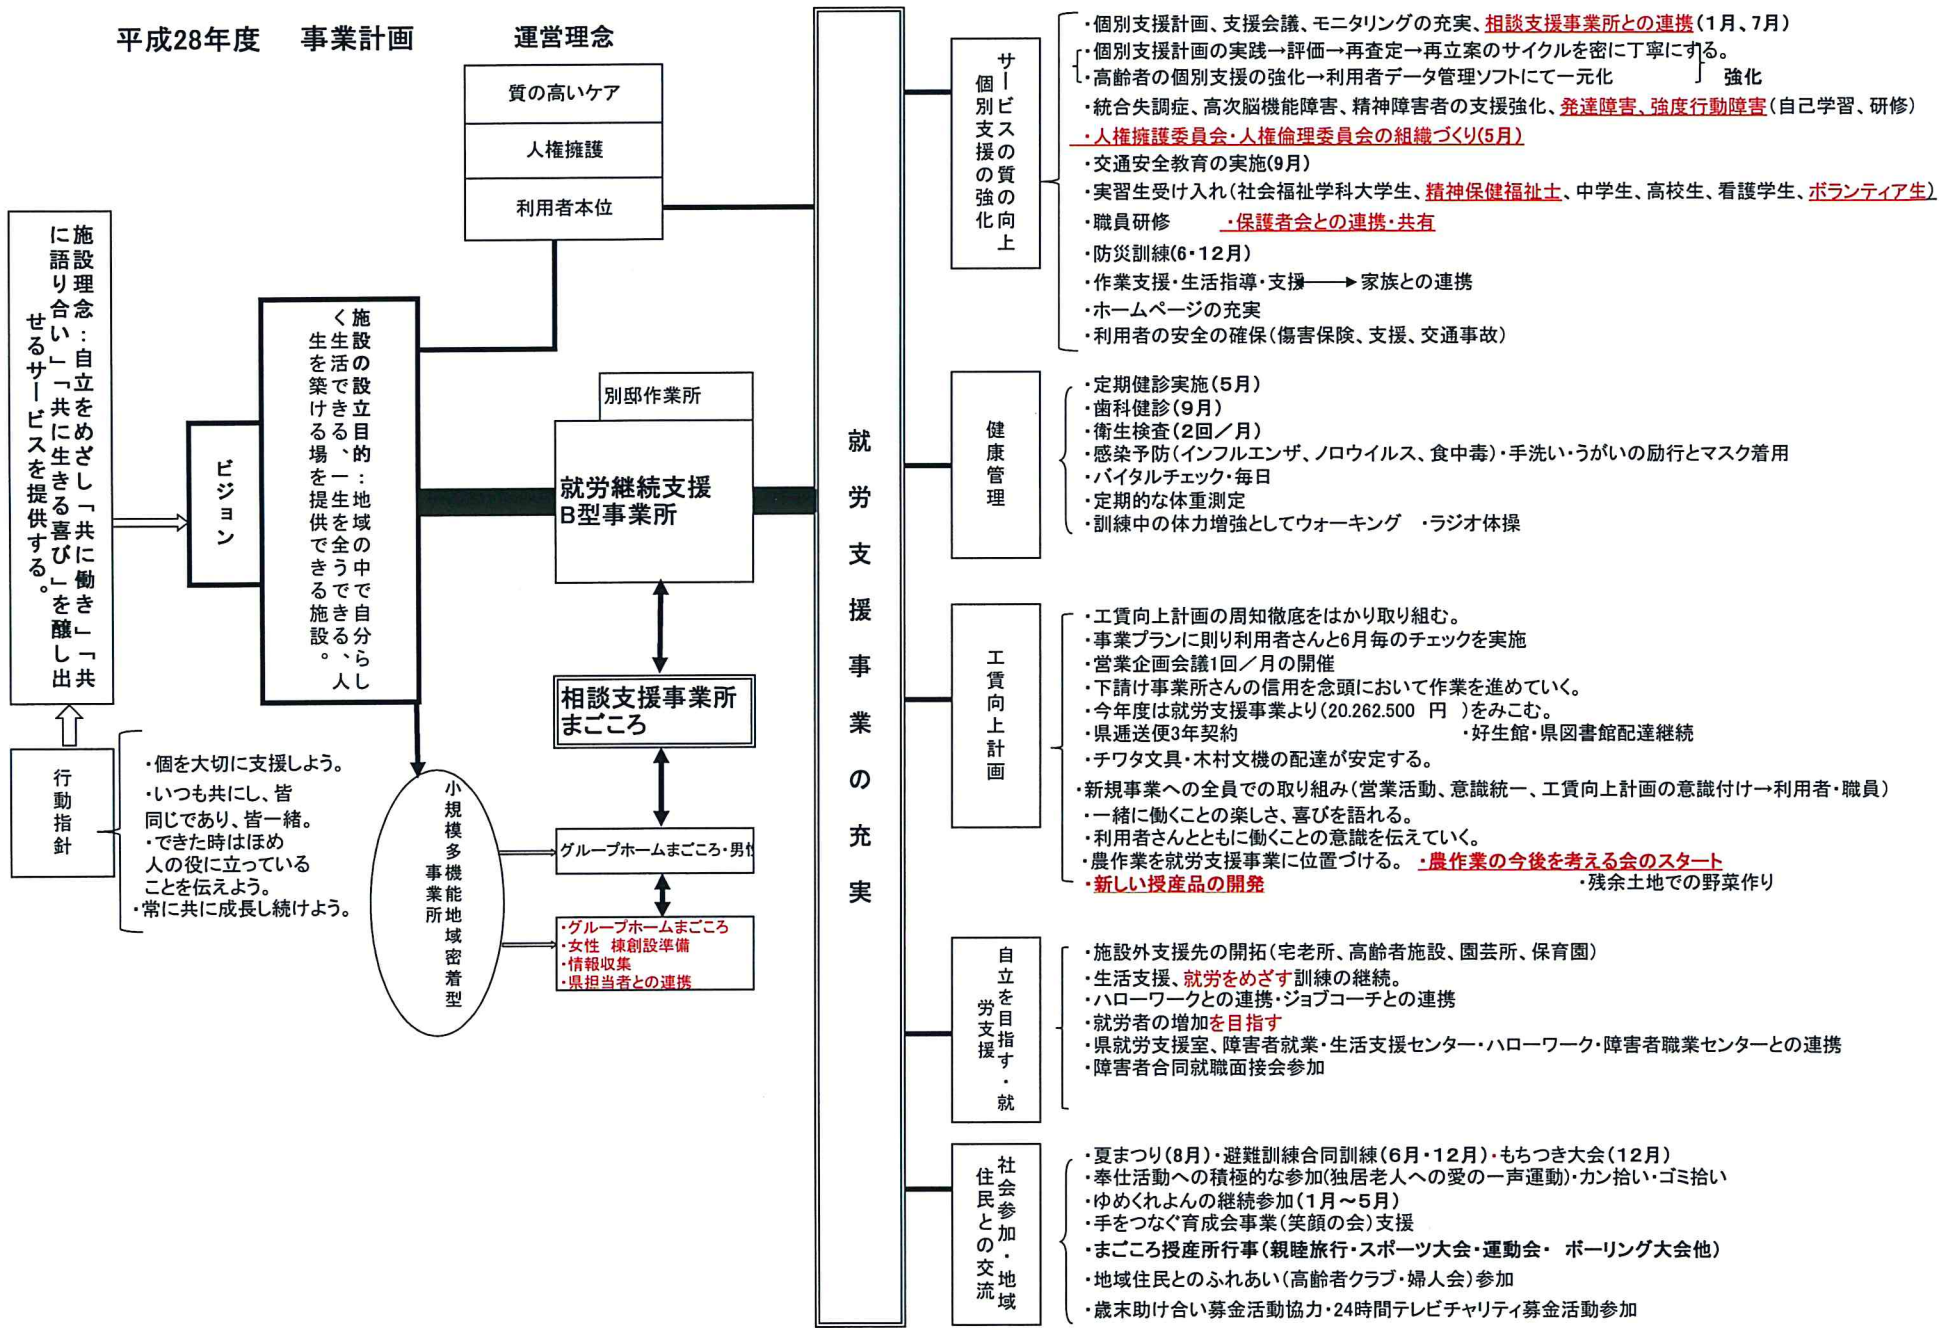 平成28年度 事業計画
運営理念
質の高いケア
人権擁護
利用者本位
施設理念：自立をめざし「共に働き」「共
に語り合い」「共に生きる喜び」を醸し出
せるサービスを提供する。
ビジョン
施設の設立目的：地域の中で自分らし
く生活できる、一生を全うできる、人
生を築ける場を提供できる施設。
行動指針
・個を大切に支援しよう。
・いつも共にし、皆
同じであり、皆一緒。
・できた時はほめ
人の役に立っている
ことを伝えよう。
・常に共に成長し続けよう。
別邸作業所
就労継続支援
B型事業所
相談支援事業所
まごころ
小規模多機能地域密着型
事業所
グループホームまごころ・男性
・グループホームまごころ
・女性 棟創設準備
・情報収集
・県担当者との連携
就労支援事業の充実
サービスの質の向上
個別支援の強化
・個別支援計画、支援会議、モニタリングの充実、相談支援事業所との連携(1月、7月)
・個別支援計画の実践→評価→再査定→再立案のサイクルを密に丁寧にする。
・高齢者の個別支援の強化→利用者データ管理ソフトにて一元化 強化
・統合失調症、高次脳機能障害、精神障害者の支援強化、発達障害、強度行動障害(自己学習、研修)
・人権擁護委員会・人権倫理委員会の組織づくり(5月)
・交通安全教育の実施(9月)
・実習生受け入れ(社会福祉学科大学生、精神保健福祉士、中学生、高校生、看護学生、ボランティア生)
・職員研修 ・保護者会との連携・共有
・防災訓練(6・12月)
・作業支援・生活指導・支援→家族との連携
・ホームページの充実
・利用者の安全の確保(傷害保険、支援、交通事故)
健康管理
・定期健診実施(5月)
・歯科健診(9月)
・衛生検査(2回/月)
・感染予防(インフルエンザ、ノロウイルス、食中毒)・手洗い・うがいの励行とマスク着用
・バイタルチェック・毎日
・定期的な体重測定
・訓練中の体力増強としてウォーキング ・ラジオ体操
工賃向上計画
・工賃向上計画の周知徹底をはかり取り組む。
・事業プランに則り利用者さんと6月毎のチェックを実施
・営業企画会議1回/月の開催
・下請け事業所さんの信用を念頭において作業を進めていく。
・今年度は就労支援事業より(20.262.500 円 )をみこむ。
・県逓送便3年契約 ・好生館・県図書館配達継続
・チワタ文具・木村文機の配達が安定する。
・新規事業への全員での取り組み(営業活動、意識統一、工賃向上計画の意識付け→利用者・職員)
・一緒に働くことの楽しさ、喜びを語れる。
・利用者さんとともに働くことの意識を伝えていく。
・農作業を就労支援事業に位置づける。 ・農作業の今後を考える会のスタート
・新しい授産品の開発 ・残余土地での野菜作り
自立を目指す・就
労支援
・施設外支援先の開拓(宅老所、高齢者施設、園芸所、保育園)
・生活支援、就労をめざす訓練の継続。
・ハローワークとの連携・ジョブコーチとの連携
・就労者の増加を目指す
・県就労支援室、障害者就業・生活支援センター・ハローワーク・障害者職業センターとの連携
・障害者合同就職面接会参加
社会参加・地域
住民との交流
・夏まつり(8月)・避難訓練合同訓練(6月・12月)・もちつき大会(12月)
・奉仕活動への積極的な参加(独居老人への愛の一声運動)・カン拾い・ゴミ拾い
・ゆめくれよんの継続参加(1月～5月)
・手をつなぐ育成会事業(笑顔の会)支援
・まごころ授産所行事(親睦旅行・スポーツ大会・運動会・ ボーリング大会他)
・地域住民とのふれあい(高齢者クラブ・婦人会)参加
・歳末助け合い募金活動協力・24時間テレビチャリティ募金活動参加